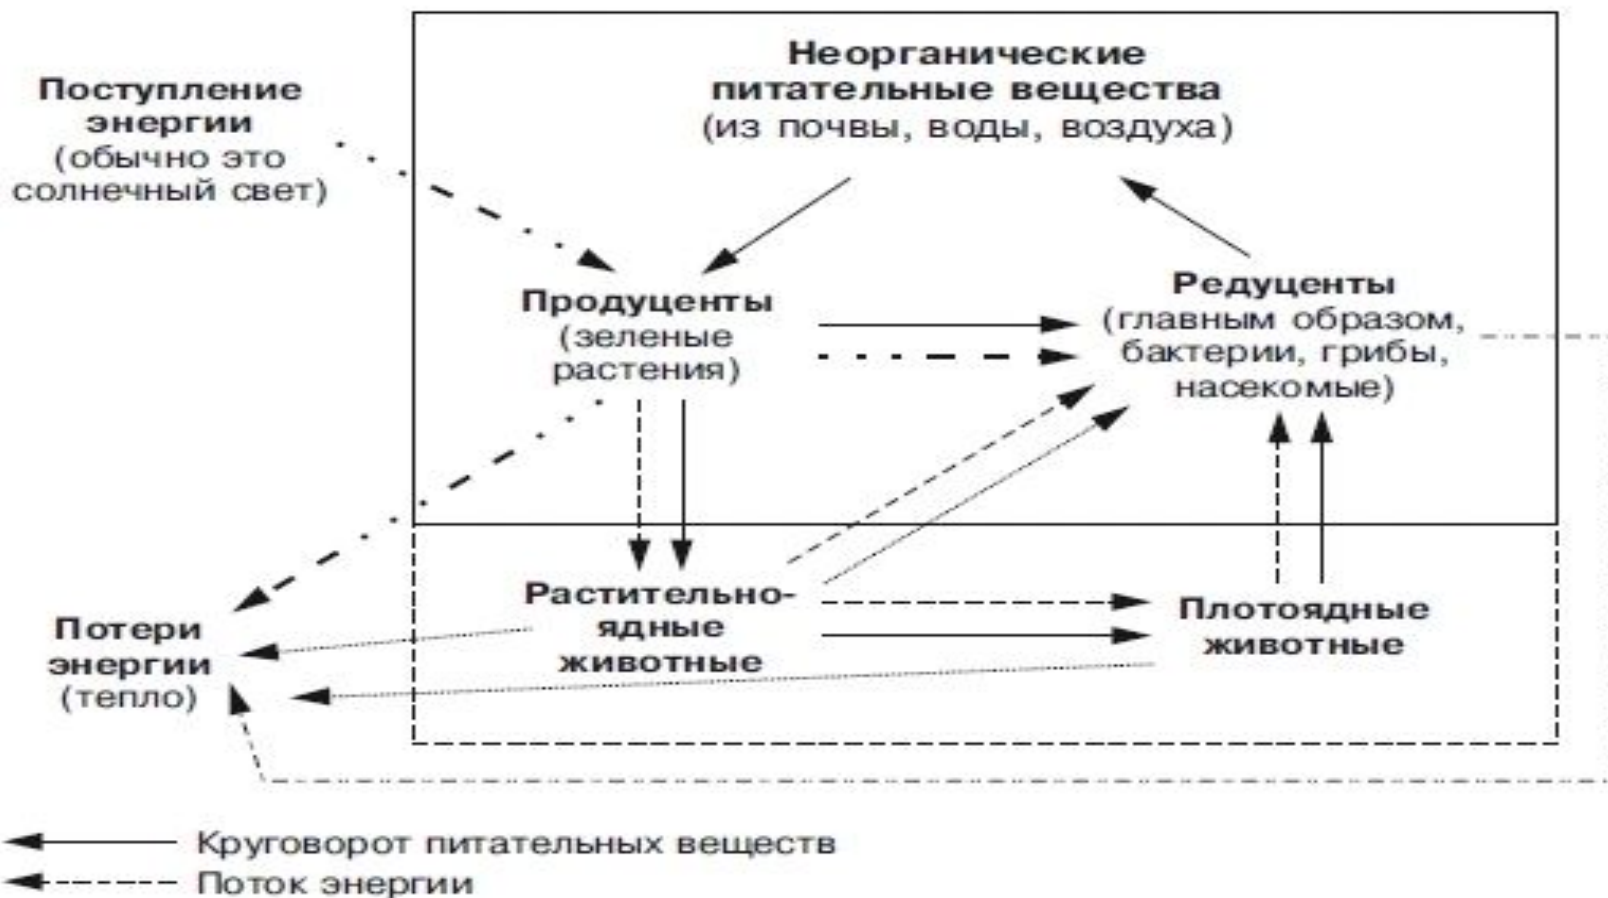 Неорганические
питательные вещества
(из почвы, воды, воздуха)
Поступление
энергии
(обычно это
солнечный свет)
Продуценты
(зеленые
растения)
Редуценты
(главным образом,
бактерии, грибы,
насекомые)
Потери
энергии
(тепло)
Растительно-
ядные
животные
Плотоядные
животные
Круговорот питательных веществ
Поток энергии